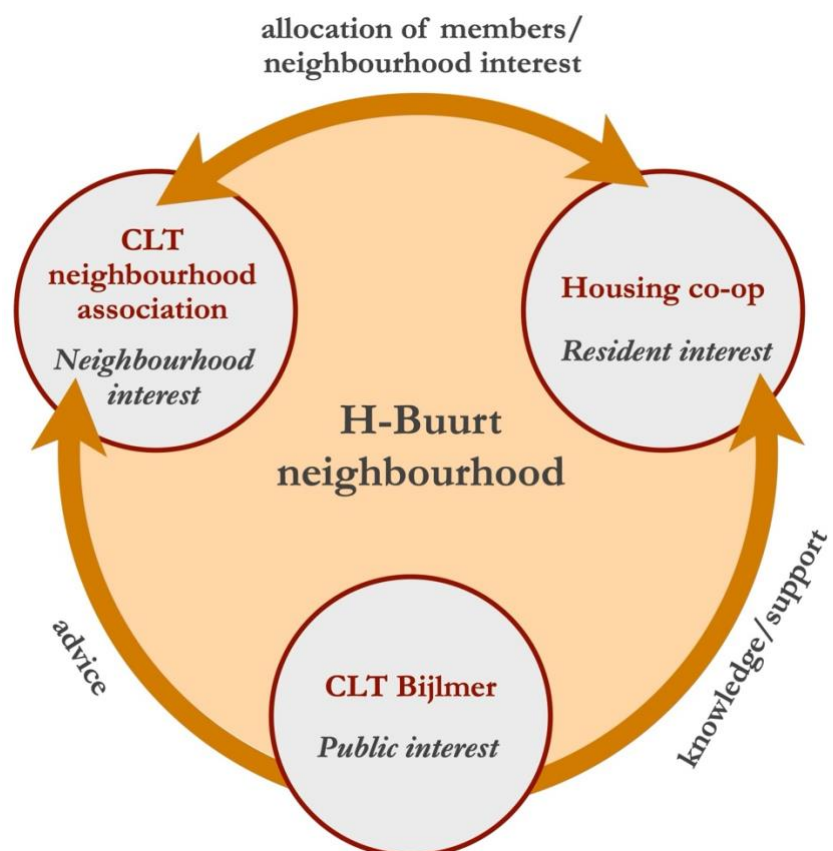 allocation of members/
neighbourhood interest
CLT
neighbourhood
association
Neighbourhood
interest
Housing co-op
Resident interest
H-Buurt
neighbourhood
advice
knowledge/support
CLT Bijlmer
Public interest